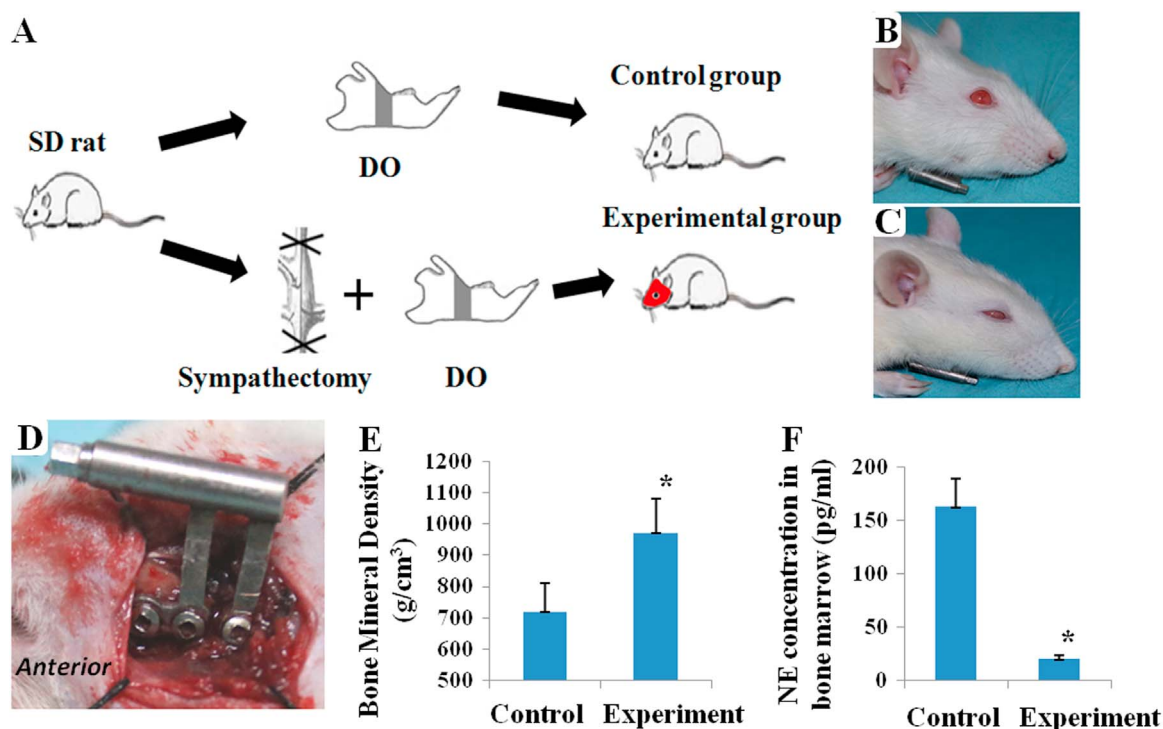 A
SD rat
DO
Control group
Sympathectomy
+
DO
Experimental group
B
C
D
Anterior
E
Bone Mineral Density
(g/cm³)
1200
1100
1000
900
800
700
600
500
*
Control
Experiment
F
NE concentration in
bone marrow (pg/ml)
200
150
100
50
0
*
Control
Experiment